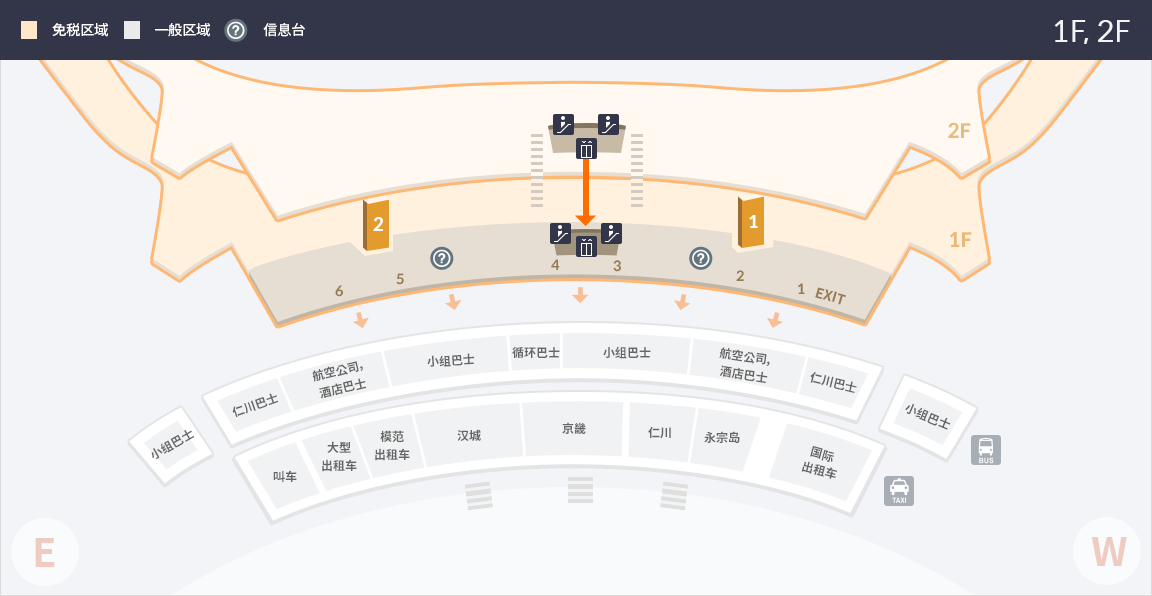 免税区域 一般区域 ? 信息台
1F, 2F
2F
1F
2
1
?
?
6
5
4
3
2
1 EXIT
仁川巴士
航空公司,
酒店巴士
小组巴士
循环巴士
小组巴士
航空公司,
酒店巴士
仁川巴士
小组巴士
小组巴士
叫车
大型
出租车
模范
出租车
汉城
京畿
仁川
永宗岛
国际
出租车
BUS
TAXI
E
W